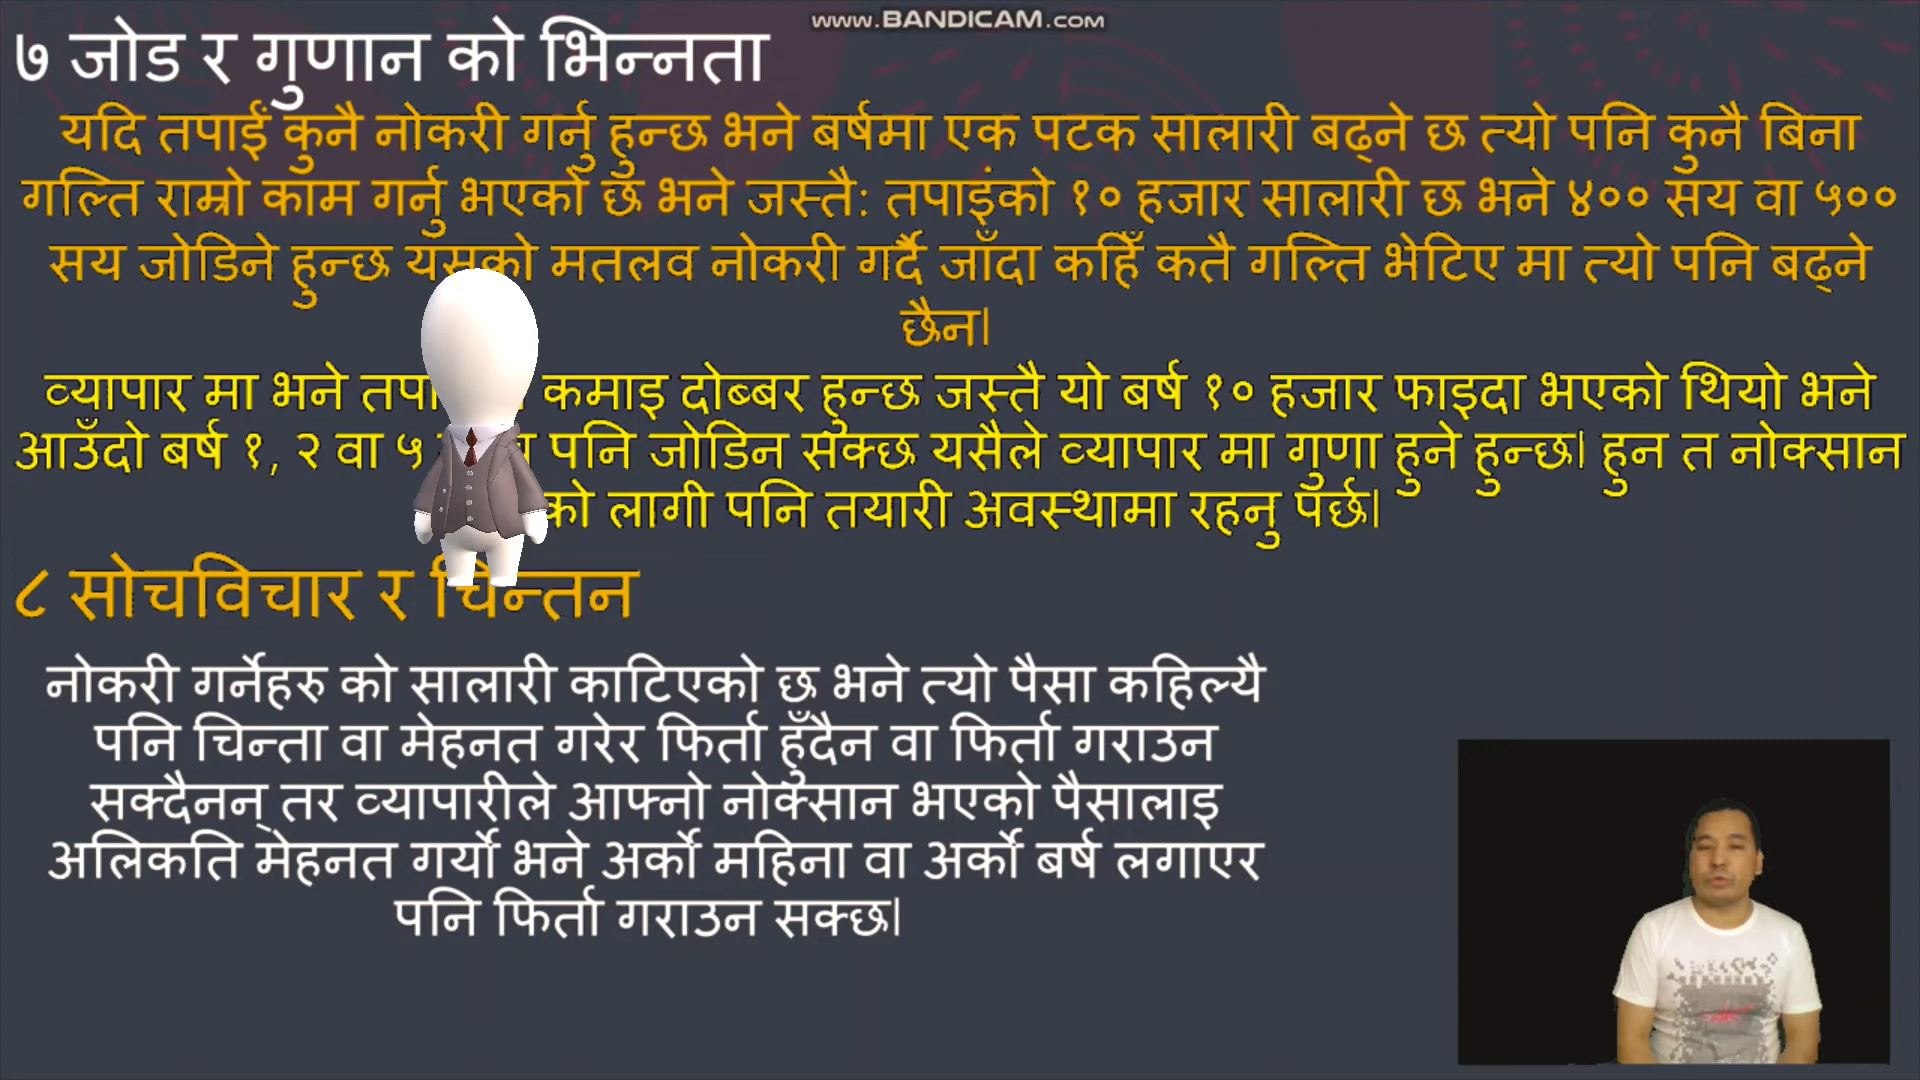 www.BANDICAM.com
७ जोड र गुणान को भिन्नता
यदि तपाईं कुनै नोकरी गर्नु हुन्छ भने बर्षमा एक पटक सालारी बढ्ने छ त्यो पनि कुनै बिना
गल्ति राम्रो काम गर्नु भएको छ भने जस्तै: तपाइंको १० हजार सालारी छ भने ४०० सय वा ५००
सय जोडिने हुन्छ यसको मतलव नोकरी गर्दै जाँदा कहिँ कतै गल्ति भेटिए मा त्यो पनि बढ्ने
छैन।
व्यापार मा भने कमाइ दोब्बर हुन्छ जस्तै यो बर्ष १० हजार फाइदा भएको थियो भने
आउँदो बर्ष १, २ वा ५ पनि जोडिन सक्छ यसैले व्यापार मा गुणा हुने हुन्छ। हुन त नोक्सान
को लागी पनि तयारी अवस्थामा रहनु पर्छ।
८ सोचविचार र चिन्तन
नोकरी गर्नेहरु को सालारी काटिएको छ भने त्यो पैसा कहिल्यै
पनि चिन्ता वा मेहनत गरेर फिर्ता हुँदैन वा फिर्ता गराउन
सक्दैनन् तर व्यापारीले आफ्नो नोक्सान भएको पैसालाइ
अलिकति मेहनत गर्यो भने अर्को महिना वा अर्को बर्ष लगाएर
पनि फिर्ता गराउन सक्छ।